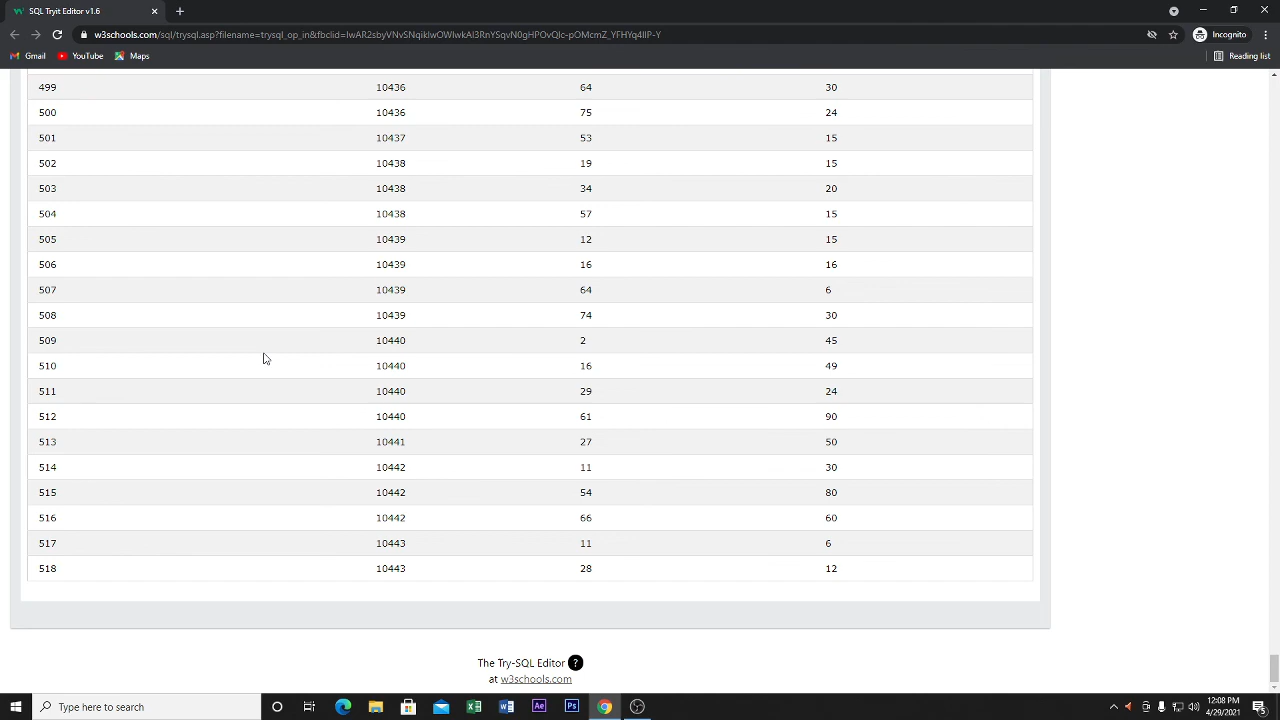 SQL Tryit Editor v1.6
w3schools.com/sql/trysql.asp?filename=trysql_op_in&fbclid=
Incognito
Gmail YouTube Maps Reading list
499 10436 64 30
500 10436 75 24
501 10437 53 15
502 10438 19 15
503 10438 34 20
504 10438 57 15
505 10439 12 15
506 10439 16 16
507 10439 64 6
508 10439 74 30
509 10440 2 45
510 10440 16 49
511 10440 29 24
512 10440 61 90
513 10441 27 50
514 10442 11 30
515 10442 54 80
516 10442 66 60
517 10443 11 6
518 10443 28 12
The Try-SQL Editor ?
at w3schools.com
Type here to search
12:08 PM
4/29/2021